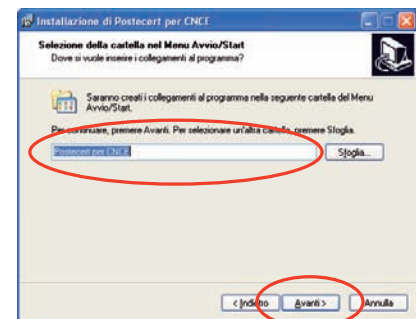 Installazione di Postecert per CNCE
Selezione della cartella nel Menu Avvio/Start
Dove si vuole inserire i collegamenti al programma?
Saranno creati i collegamenti al programma nella seguente cartella del Menu
Avvio/Start.
Per continuare, premere Avanti. Per selezionare un'altra cartella, premere Sfoglia.
Postecert per CNCE
Sfoglia...
< Indietro Avanti > Annulla